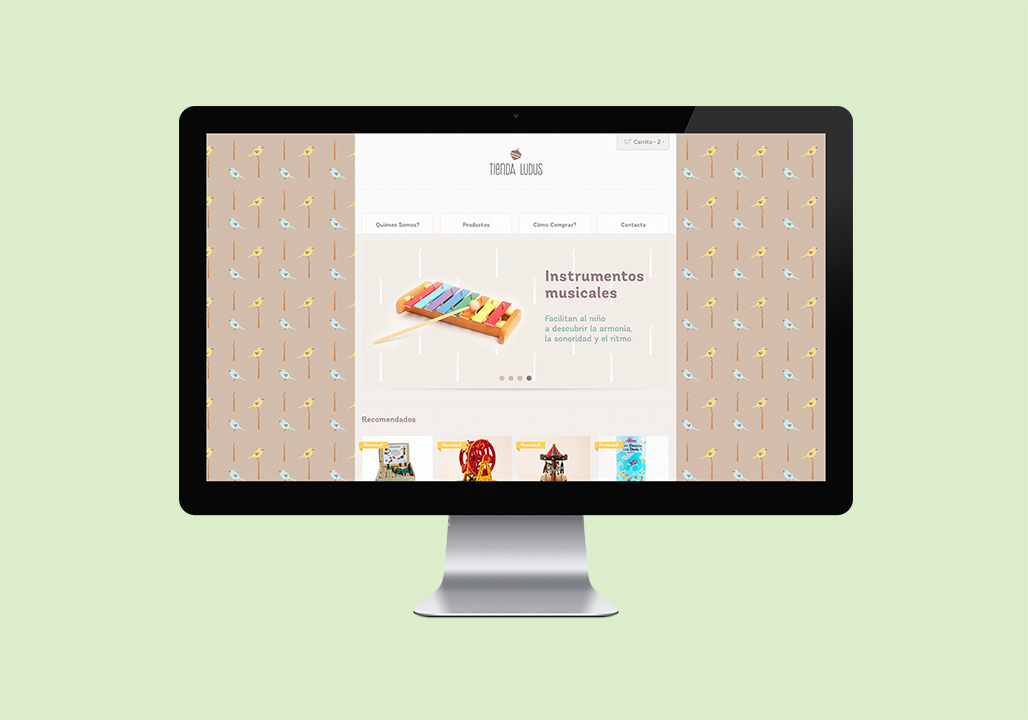 Carrito - 2 -
TIENDA LUDUS
Quiénes Somos?
Productos
Cómo Comprar?
Contacto
Instrumentos
musicales
Facilitan al niño
a descubrir la armonía,
la sonoridad y el ritmo.
Recomendados
Novedad!
Novedad!
Novedad!
Novedad!